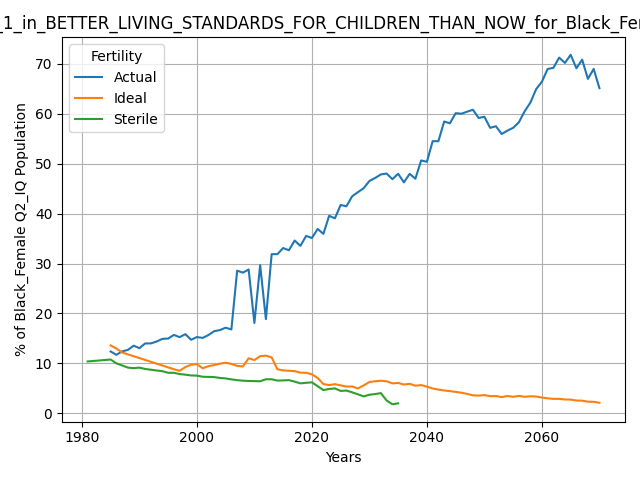 _1_in_BETTER_LIVING_STANDARDS_FOR_CHILDREN_THAN_NOW_for_Black_Fe
Fertility
Actual
Ideal
Sterile
% of Black_Female Q2_IQ Population
70
60
50
40
30
20
10
0
1980
2000
2020
2040
2060
Years